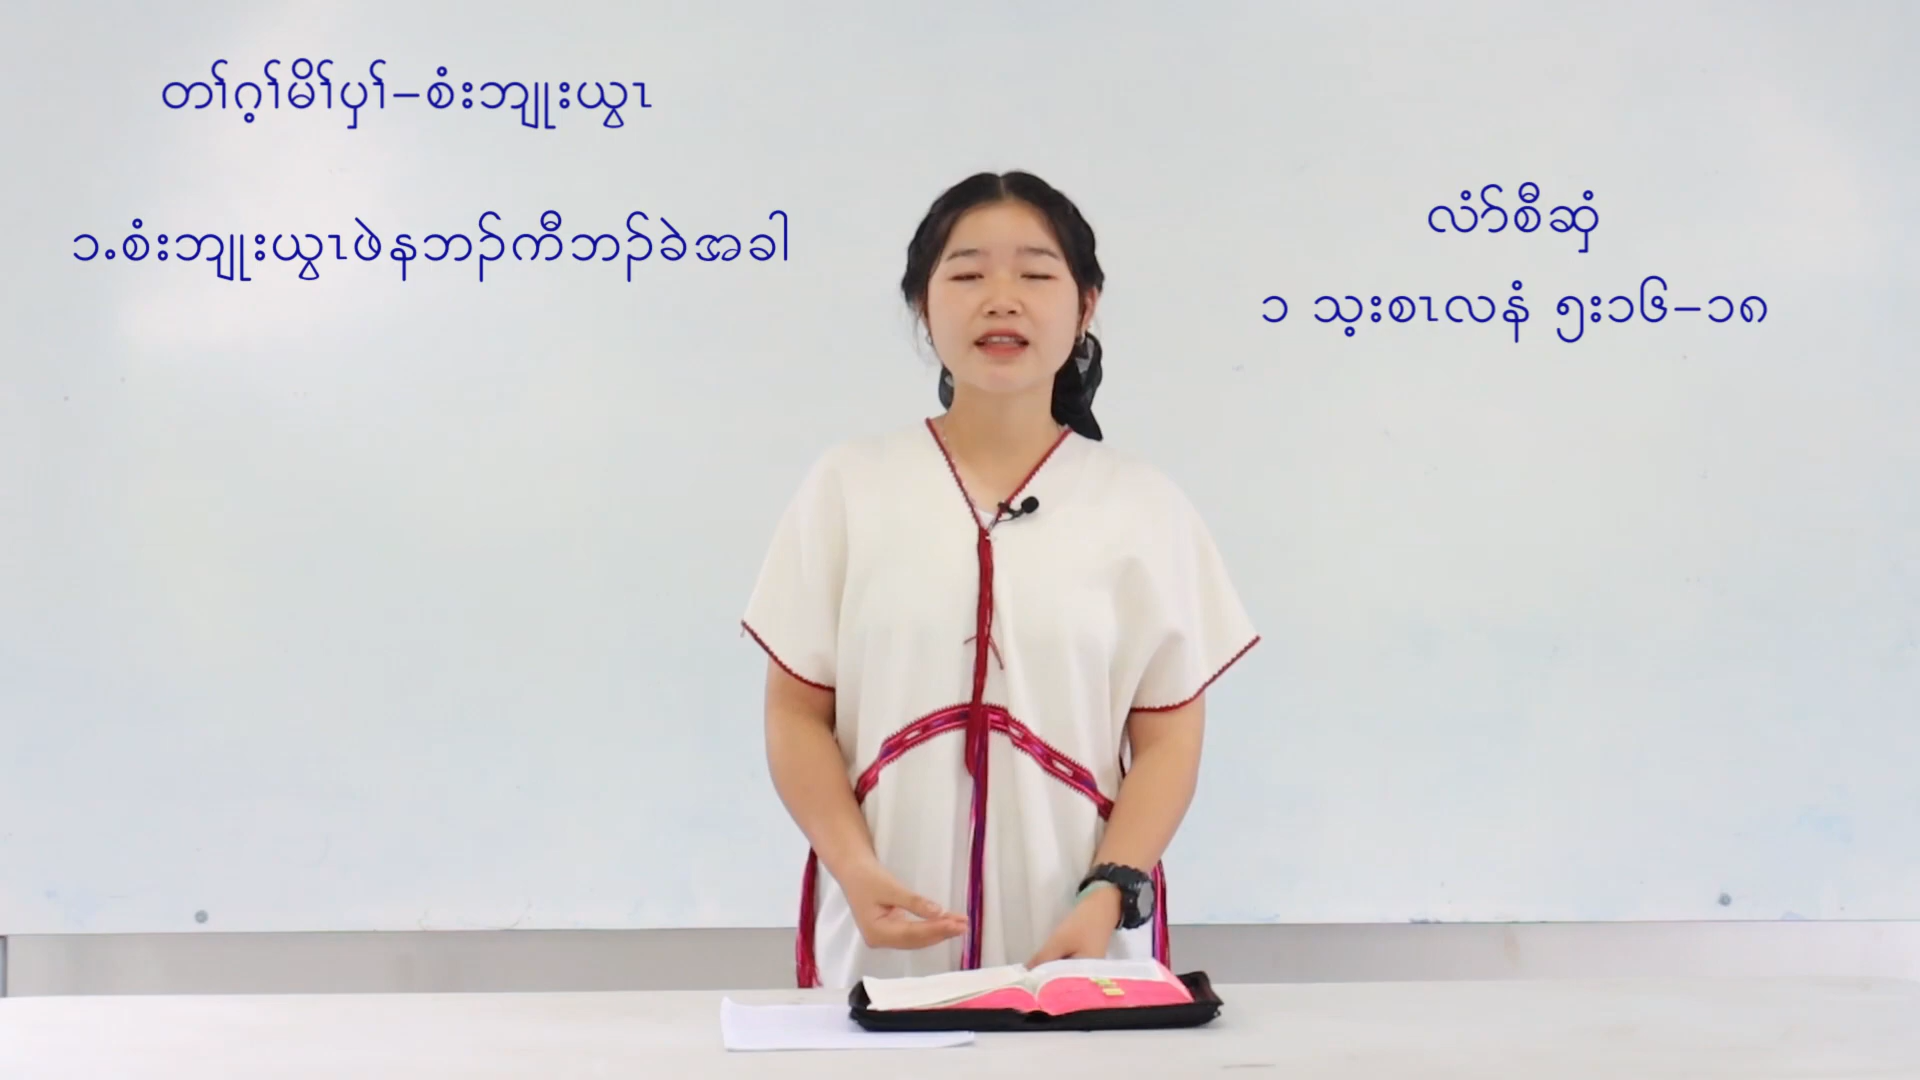 တၢ်ဂ့ၢ်မိၢ်ပှၢ်–စံးဘျုးယွၤ
၁.စံးဘျုးယွၤဖဲနဘၣ်ကီဘၣ်ခဲအခါ
လံာ်စီဆှံ
၁ သ့းစၤလနံ ၅း၁၆–၁၈